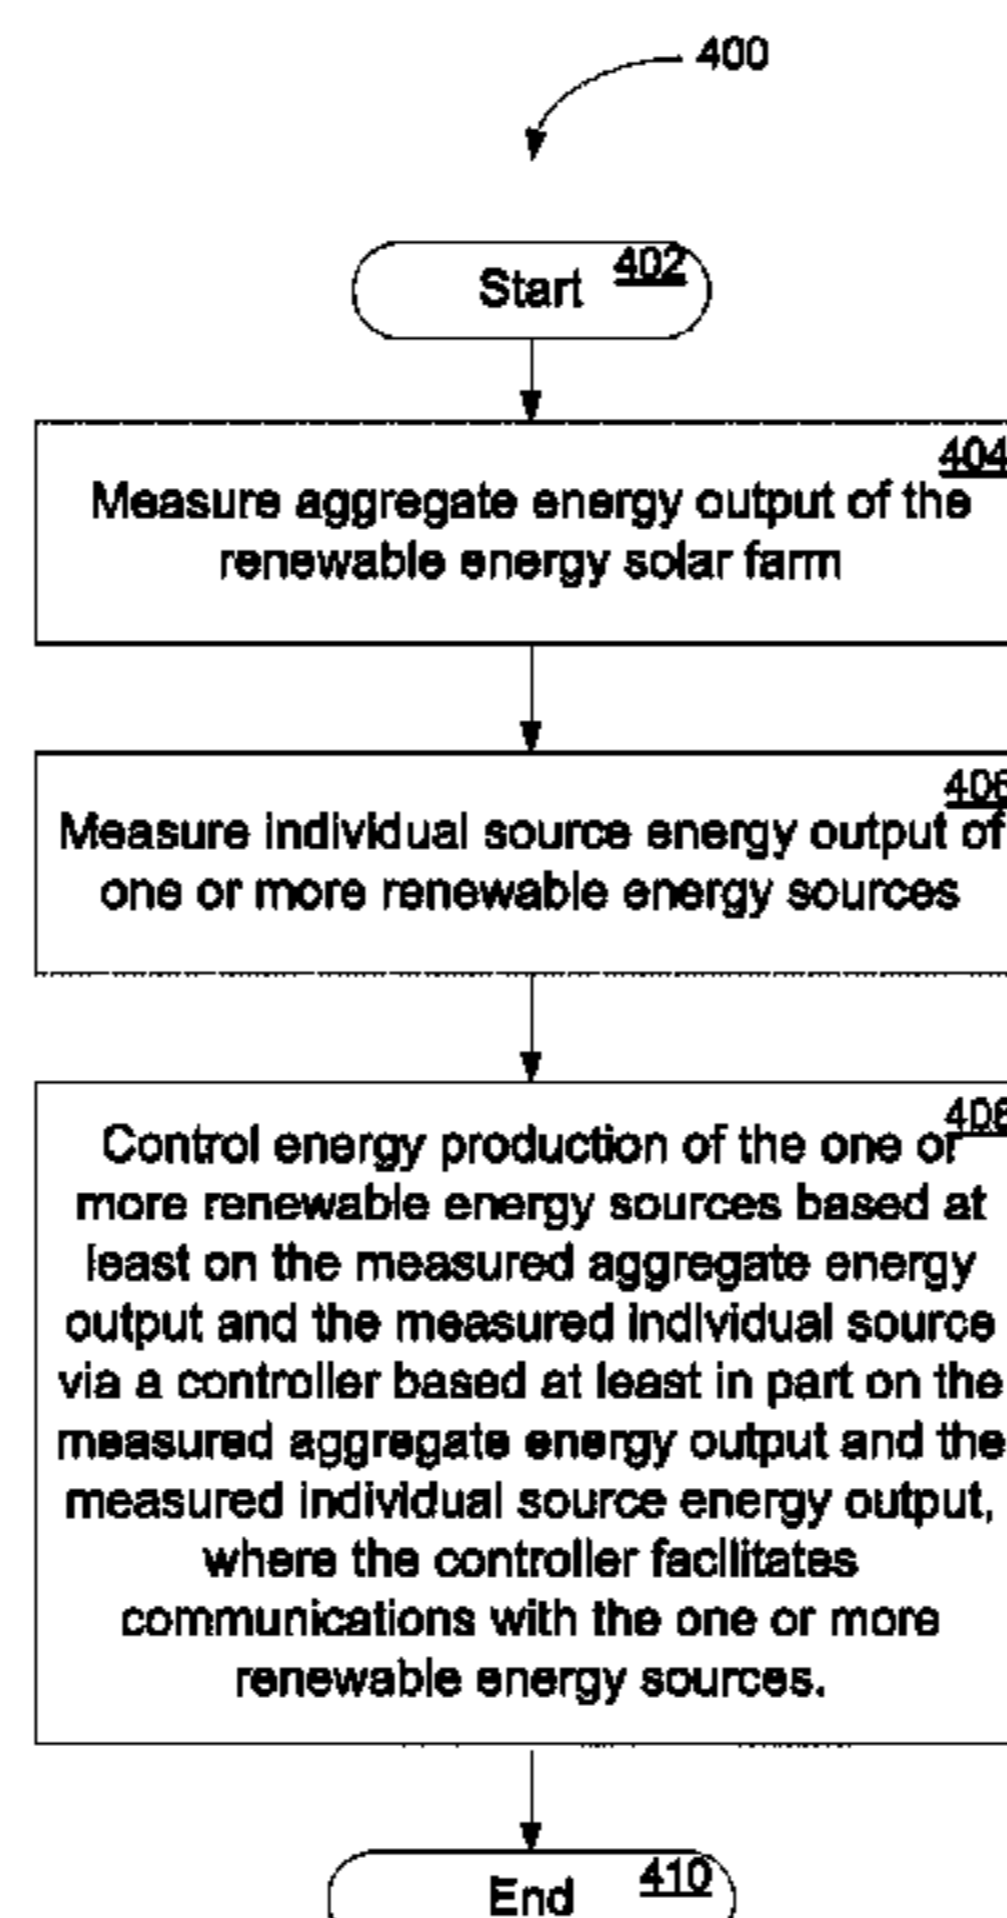 400
Start 402
404
Measure aggregate energy output of the
renewable energy solar farm
406
Measure individual source energy output of
one or more renewable energy sources
408
Control energy production of the one or
more renewable energy sources based at
least on the measured aggregate energy
output and the measured individual source
via a controller based at least in part on the
measured aggregate energy output and the
measured individual source energy output,
where the controller facilitates
communications with the one or more
renewable energy sources.
End 410